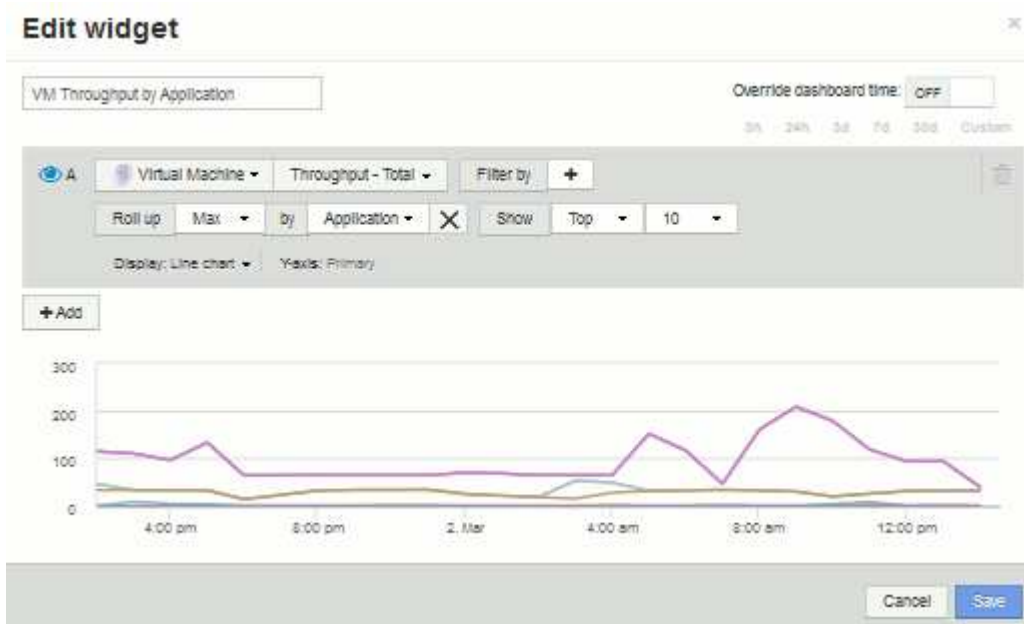 Edit widget
×
VM Throughput by Application
Override dashboard time: OFF
3h 24h 3d 7d 30d Custom
A Virtual Machine Throughput - Total Filter by +
Roll up Max by Application X Show Top 10
Display: Line chart Y-axis: Primary
+ Add
300
200
100
0
4:00 pm 8:00 pm 2. Mar 4:00 am 8:00 am 12:00 pm
Cancel Save